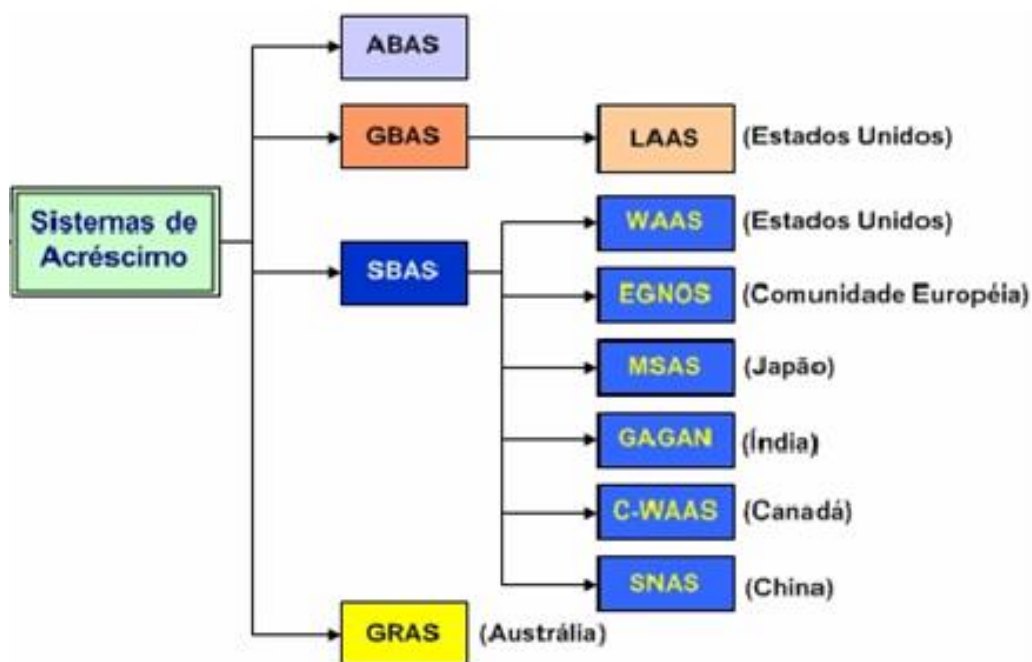 ABAS
GBAS
LAAS (Estados Unidos)
Sistemas de
Acréscimo
SBAS
WAAS (Estados Unidos)
EGNOS (Comunidade Européia)
MSAS (Japão)
GAGAN (Índia)
C-WAAS (Canadá)
SNAS (China)
GRAS (Austrália)